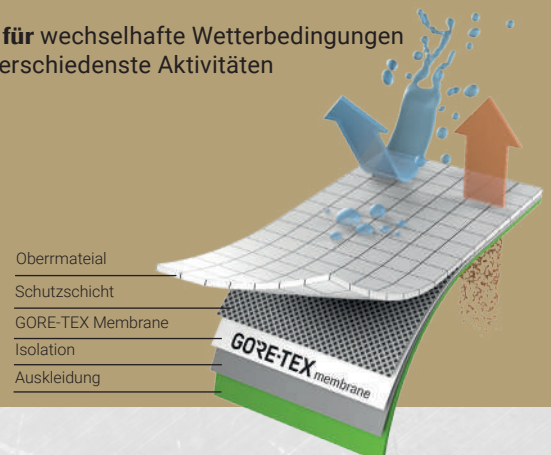 für wechselhafte Wetterbedingungen
erschiedenste Aktivitäten
Oberrmateial
Schutzschicht
GORE-TEX Membrane
Isolation
Auskleidung
GORE-TEX membrane